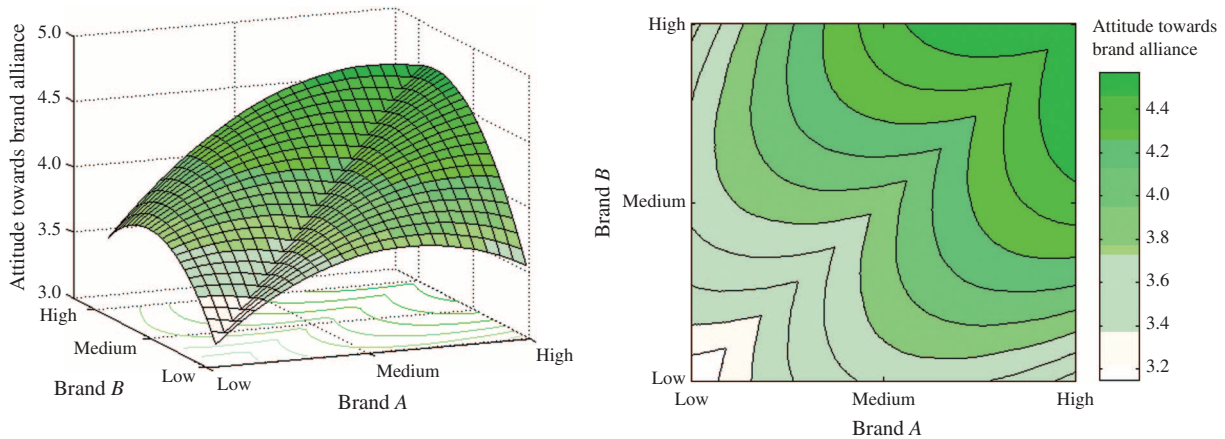 Attitude towards brand alliance
5.0
4.5
4.0
3.5
3.0
High
Medium
Low
Brand B
Low
Medium
High
Brand A
High
Medium
Low
Brand B
Low
Medium
High
Brand A
Attitude towards
brand alliance
4.4
4.2
4.0
3.8
3.6
3.4
3.2